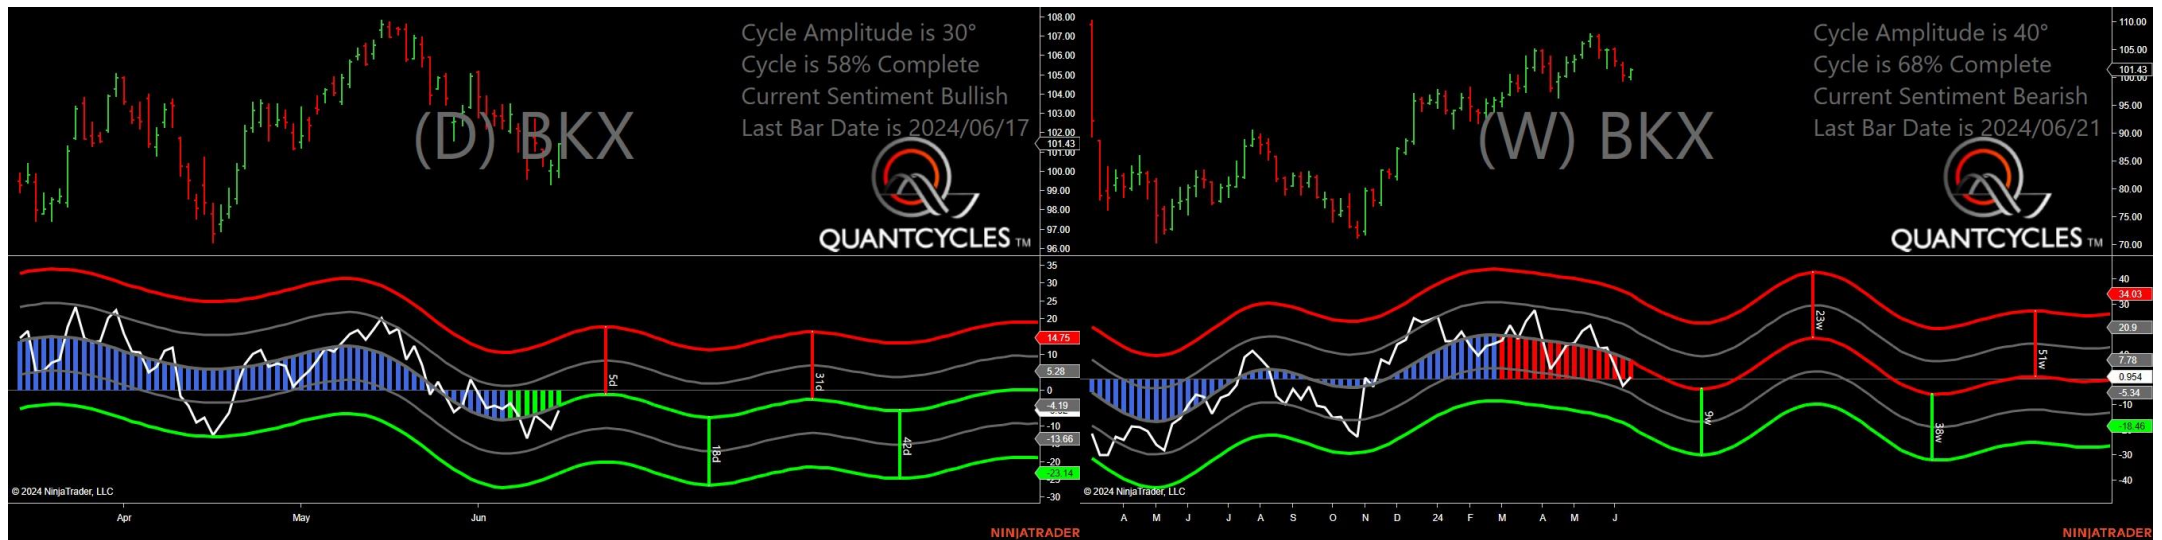 Cycle Amplitude is 30°
Cycle is 58% Complete
Current Sentiment Bullish
Last Bar Date is 2024/06/17
(D) BKX
QUANTCYCLES TM
108.00
107.00
106.00
105.00
104.00
103.00
102.00
101.43
101.00
100.00
99.00
98.00
97.00
96.00
35
30
25
20
14.75
10
5.28
0
-4.19
-10
-13.66
-20
-23.14
-30
5d
31d
18d
42d
© 2024 NinjaTrader, LLC
Apr May Jun
NINJATRADER
Cycle Amplitude is 40°
Cycle is 68% Complete
Current Sentiment Bearish
Last Bar Date is 2024/06/21
(W) BKX
QUANTCYCLES TM
110.00
105.00
101.43
100.00
95.00
90.00
85.00
80.00
75.00
70.00
40
34.03
30
20.9
7.78
0.954
-5.34
-10
-18.46
-30
-40
23w
51w
9w
38w
© 2024 NinjaTrader, LLC
A M J J A S O N D 24 F M A M J
NINJATRADER